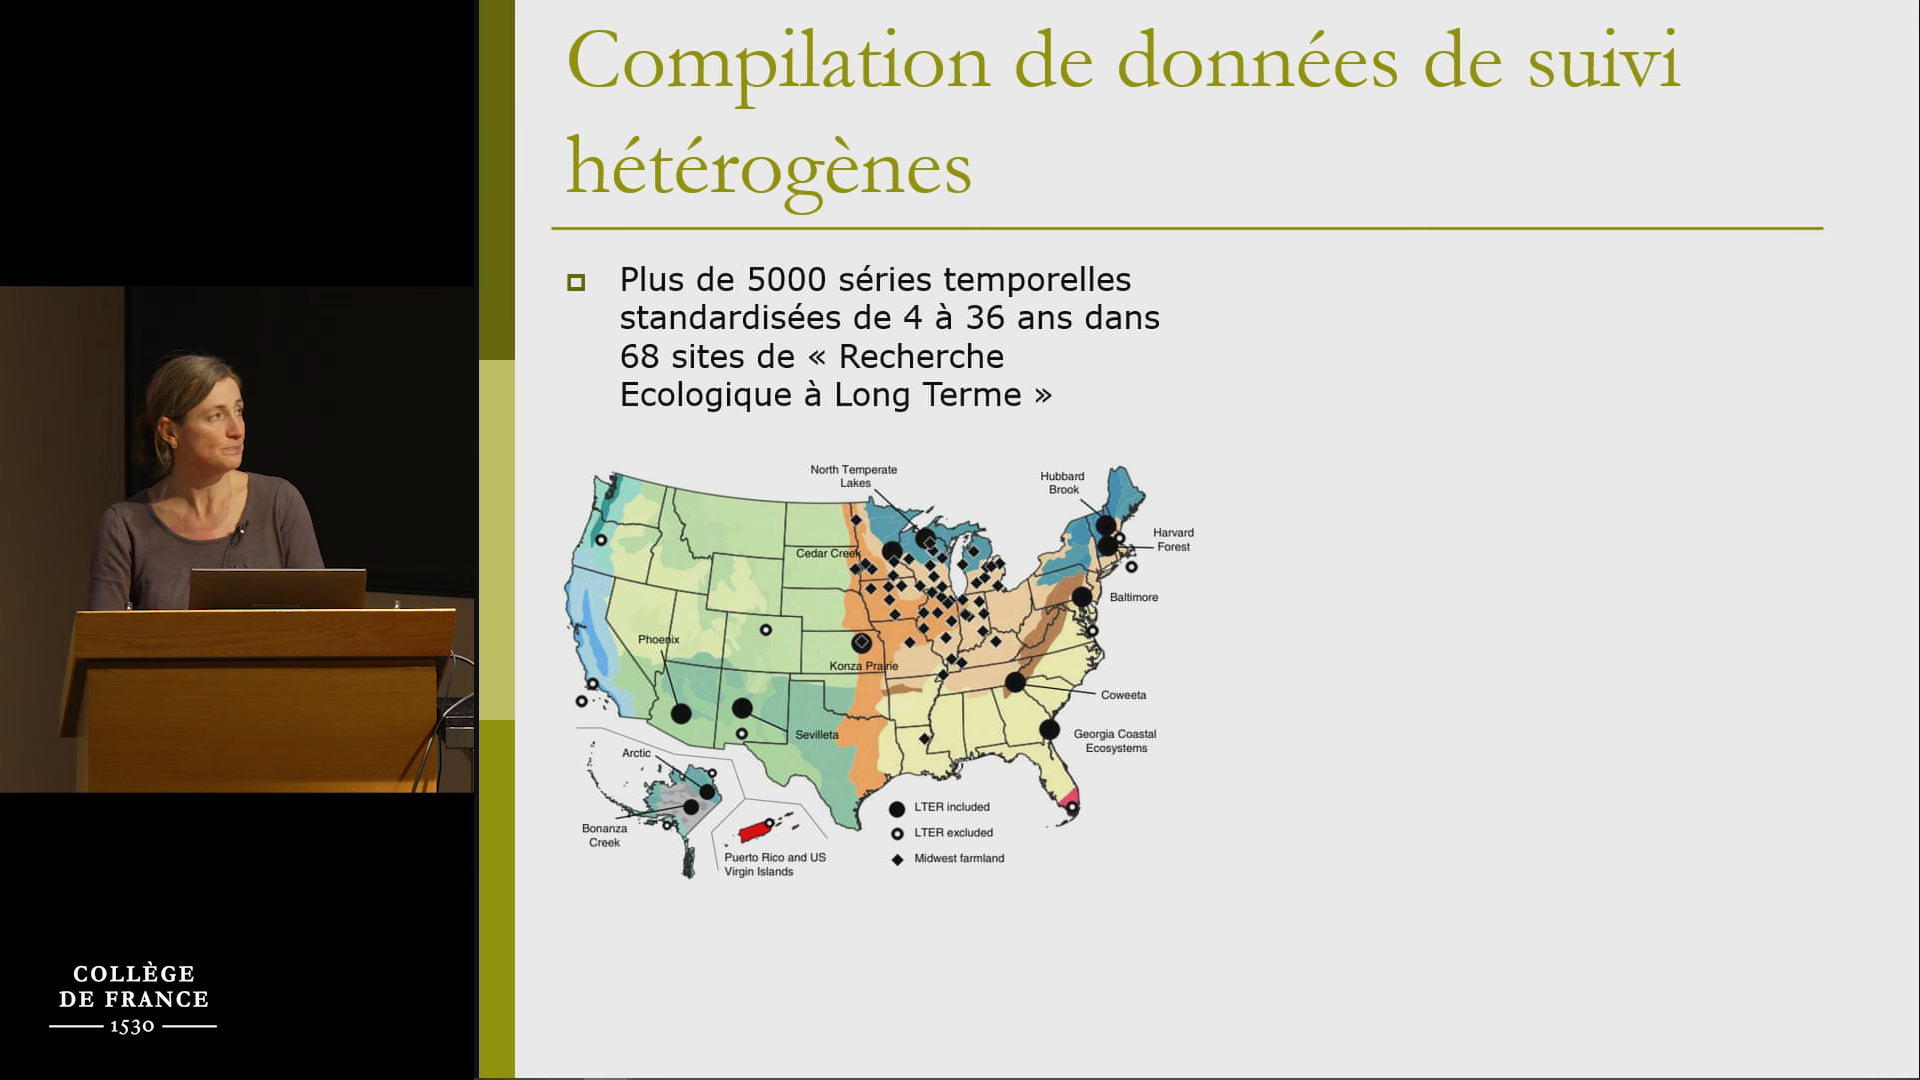 Compilation de données de suivi
hétérogènes
Plus de 5000 séries temporelles
standardisées de 4 à 36 ans dans
68 sites de « Recherche
Ecologique à Long Terme »
North Temperate
Lakes
Hubbard
Brook
Harvard
Forest
Cedar Creek
Baltimore
Phoenix
Konza Prairie
Coweeta
Sevilleta
Georgia Coastal
Ecosystems
Arctic
Bonanza
Creek
Puerto Rico and US
Virgin Islands
LTER included
LTER excluded
Midwest farmland
COLLÈGE
DE FRANCE
1530